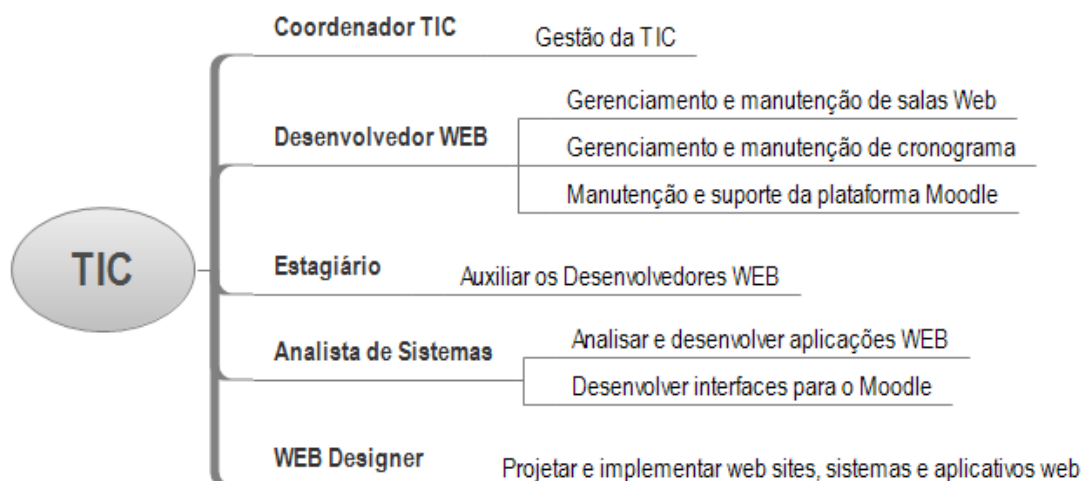 TIC
Coordenador TIC
Gestão da TIC
Desenvolvedor WEB
Gerenciamento e manutenção de salas Web
Gerenciamento e manutenção de cronograma
Manutenção e suporte da plataforma Moodle
Estagiário
Auxiliar os Desenvolvedores WEB
Analista de Sistemas
Analisar e desenvolver aplicações WEB
Desenvolver interfaces para o Moodle
WEB Designer
Projetar e implementar web sites, sistemas e aplicativos web